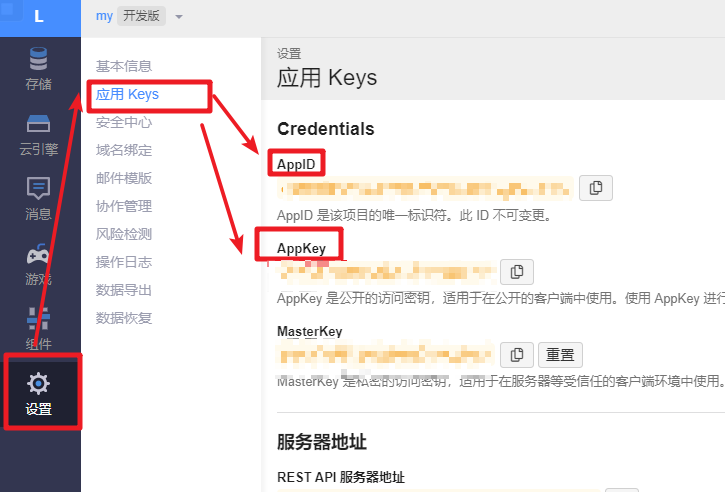 L
my 开发版
存储
云引擎
消息
游戏
组件
设置
基本信息
应用 Keys
安全中心
域名绑定
邮件模版
协作管理
风险检测
操作日志
数据导出
数据恢复
设置
应用 Keys
Credentials
AppID
AppID 是该项目的唯一标识符。此 ID 不可变更。
AppKey
AppKey 是公开的访问密钥，适用于在公开的客户端中使用。使用 AppKey 进行
MasterKey
重置
MasterKey 是私密的访问密钥，适用于在服务器等受信任的客户端环境中使用。
服务器地址
REST API 服务器地址